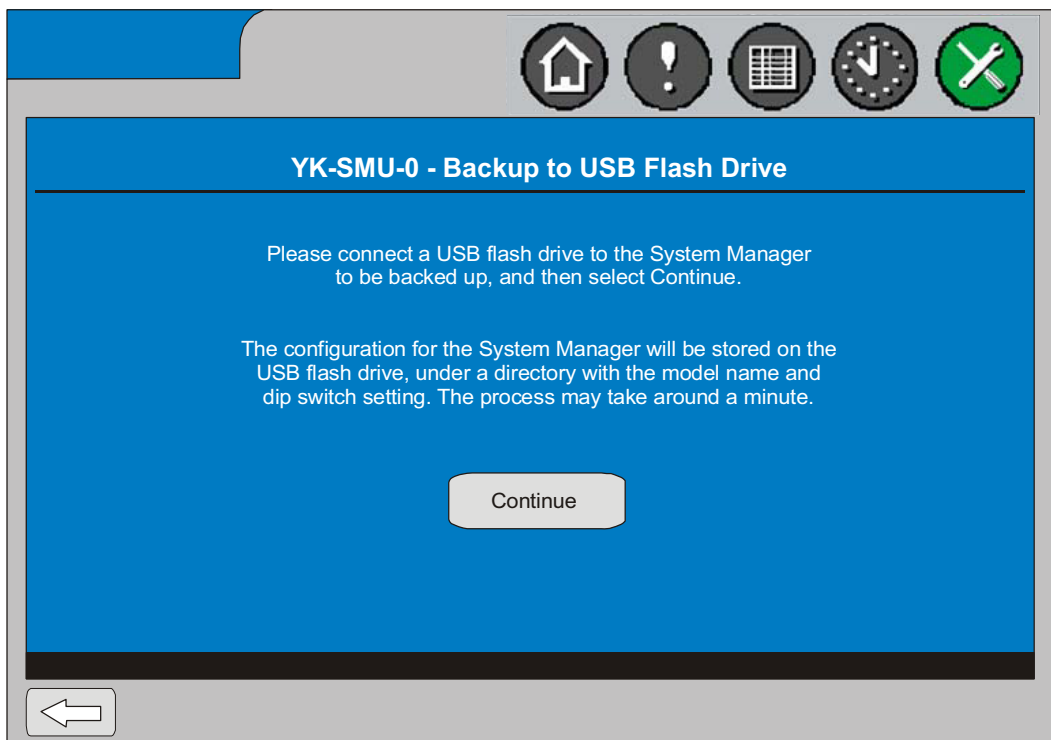 YK-SMU-0 - Backup to USB Flash Drive
Please connect a USB flash drive to the System Manager
to be backed up, and then select Continue.
The configuration for the System Manager will be stored on the
USB flash drive, under a directory with the model name and
dip switch setting. The process may take around a minute.
Continue